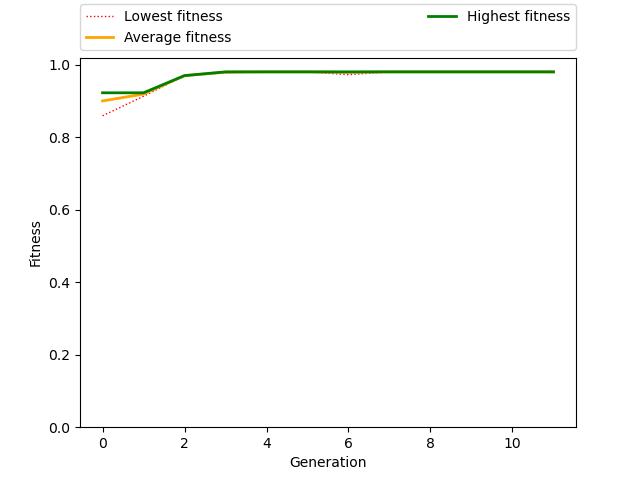 Lowest fitness
Average fitness
Highest fitness
1.0
0.8
0.6
0.4
0.2
0.0
Fitness
0 2 4 6 8 10
Generation